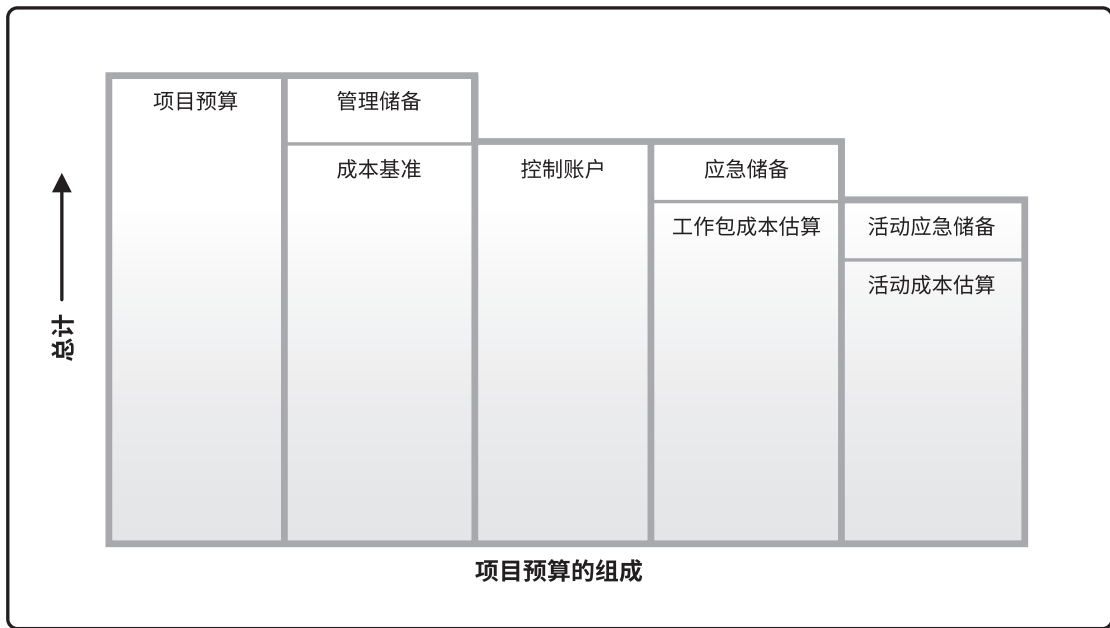 项目预算
管理储备
成本基准
控制账户
应急储备
工作包成本估算
活动应急储备
活动成本估算
总计
项目预算的组成